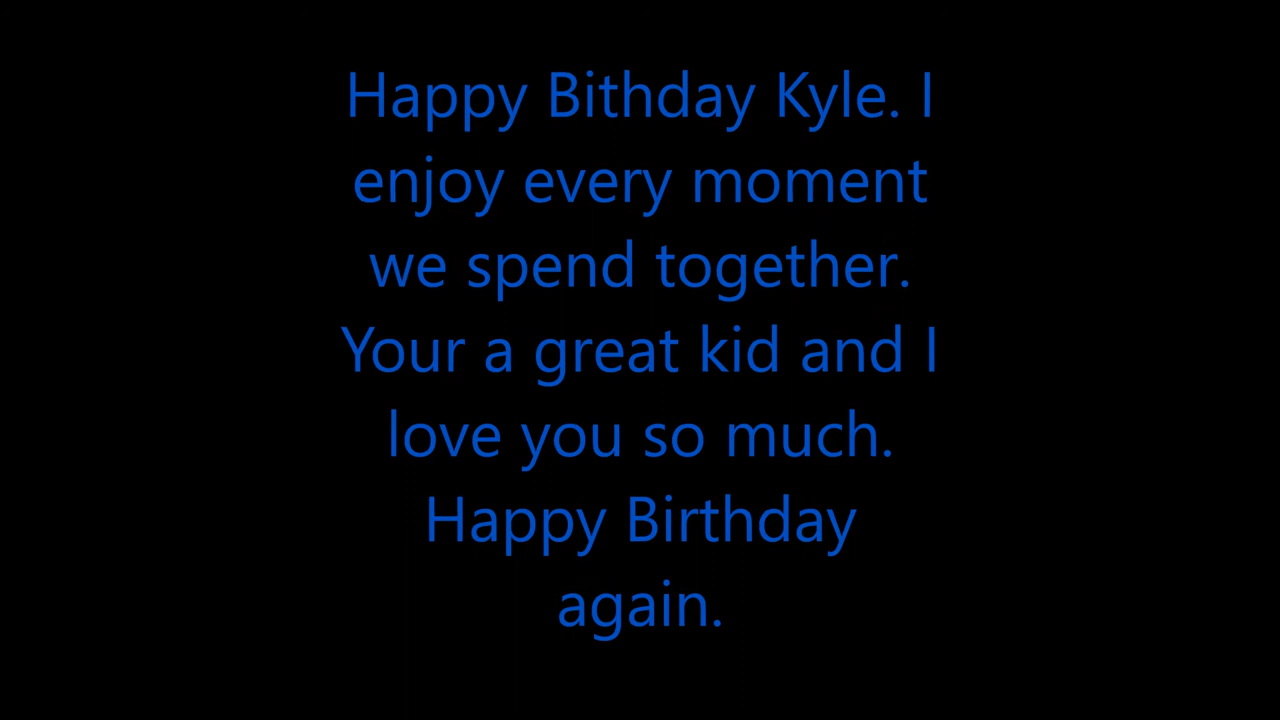 Happy Bithday Kyle. I
enjoy every moment
we spend together.
Your a great kid and I
love you so much.
Happy Birthday
again.